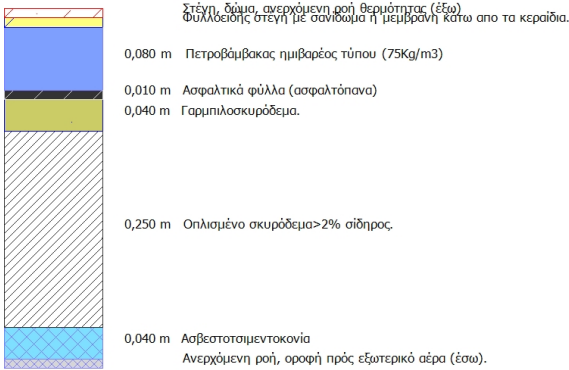 Στέγη, δώμα, ανερχόμενη ροή θερμότητας (έξω)
Φυλλοειδής στεγή με σανίδωμα ή μεμβράνη κάτω απο τα κεραίδια.
0,080 m Πετροβάμβακας ημιβαρέος τύπου (75Kg/m3)
0,010 m Ασφαλτικά φύλλα (ασφαλτόπανα)
0,040 m Γαρμπιλοσκυρόδεμα.
0,250 m Οπλισμένο σκυρόδεμα>2% σίδηρος.
0,040 m Ασβεστοτσιμεντοκονία
Ανερχόμενη ροή, οροφή πρός εξωτερικό αέρα (έσω).